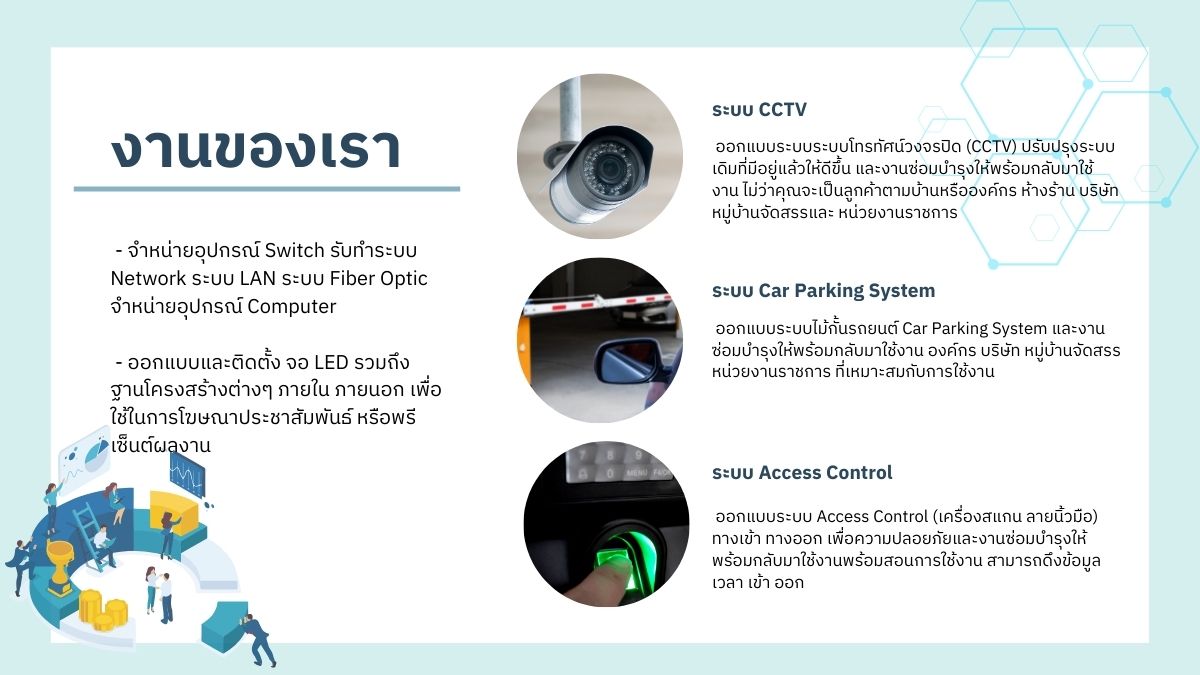 งานของเรา
- จำหน่ายอุปกรณ์ Switch รับทำระบบ
Network ระบบ LAN ระบบ Fiber Optic
จำหน่ายอุปกรณ์ Computer
- ออกแบบและติดตั้ง จอ LED รวมถึง
ฐานโครงสร้างต่างๆ ภายใน ภายนอก เพื่อ
ใช้ในการโฆษณาประชาสัมพันธ์ หรือพรี
เซ็นต์ผลงาน
ระบบ CCTV
ออกแบบระบบระบบโทรทัศน์วงจรปิด (CCTV) ปรับปรุงระบบ
เดิมที่มีอยู่แล้วให้ดีขึ้น และงานซ่อมบำรุงให้พร้อมกลับมาใช้
งาน ไม่ว่าคุณจะเป็นลูกค้าตามบ้านหรือองค์กร ห้างร้าน บริษัท
หมู่บ้านจัดสรรและ หน่วยงานราชการ
ระบบ Car Parking System
ออกแบบระบบไม้กั้นรถยนต์ Car Parking System และงาน
ซ่อมบำรุงให้พร้อมกลับมาใช้งาน องค์กร บริษัท หมู่บ้านจัดสรร
หน่วยงานราชการ ที่เหมาะสมกับการใช้งาน
7 8 9
0 MENU
ระบบ Access Control
ออกแบบระบบ Access Control (เครื่องสแกน ลายนิ้วมือ)
ทางเข้า ทางออก เพื่อความปลอยภัยและงานซ่อมบำรุงให้
พร้อมกลับมาใช้งานพร้อมสอนการใช้งาน สามารถดึงข้อมูล
เวลา เข้า ออก